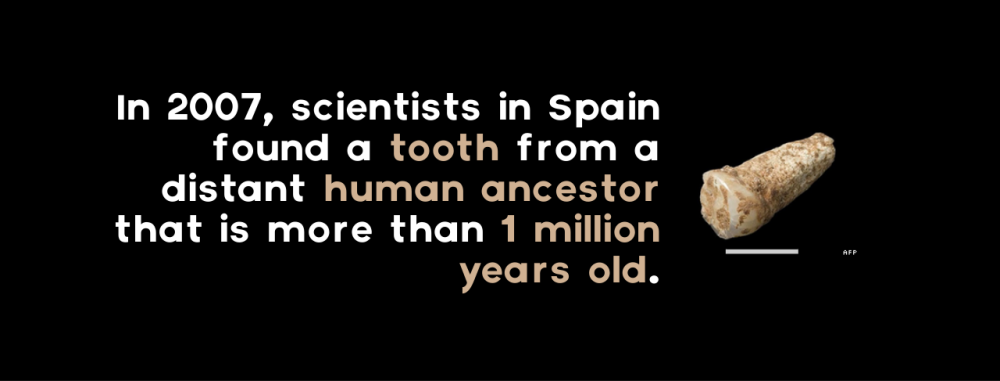 In 2007, scientists in Spain
found a tooth from a
distant human ancestor
that is more than 1 million
years old.
AFP